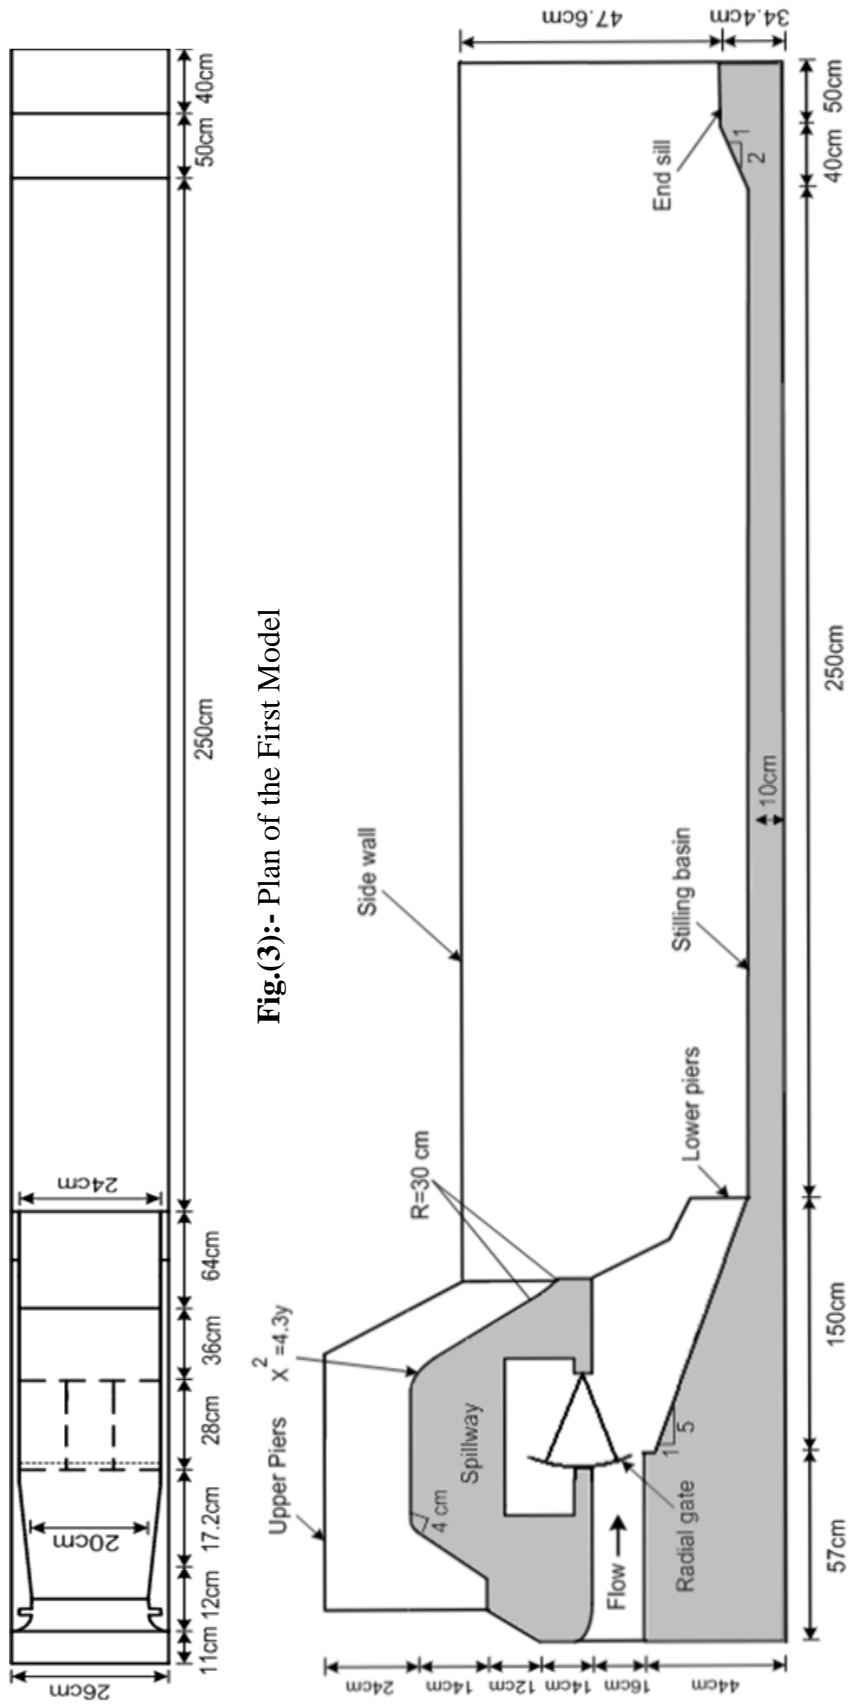 40cm
50cm
250cm
24cm
64cm
36cm
28cm
17.2cm
20cm
12cm
11cm
26cm
Fig.(3):- Plan of the First Model
47.6cm
34.4cm
50cm
40cm
End sill
1
2
250cm
10cm
Side wall
Stilling basin
Lower piers
R=30 cm
X² =4.3y
Upper Piers
Spillway
4 cm
1
5
150cm
Radial gate
Flow
57cm
24cm
14cm
12cm
14cm
16cm
44cm